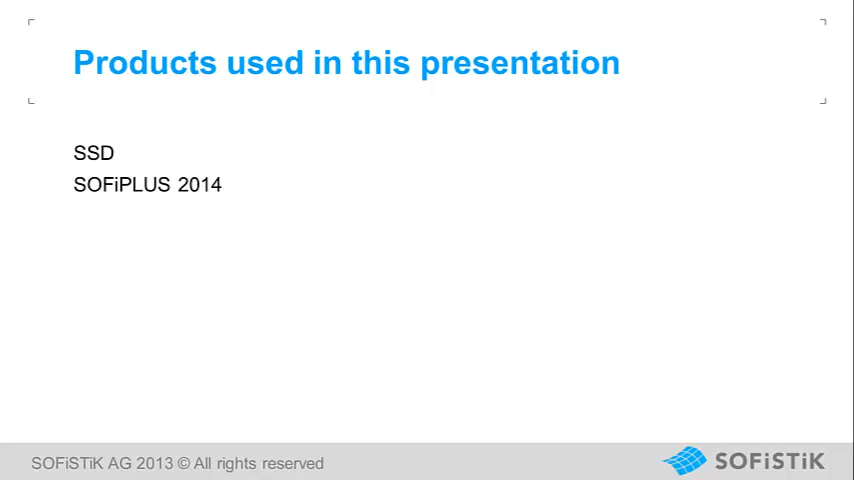 Products used in this presentation
SSD
SOFiPLUS 2014
SOFiSTiK AG 2013 © All rights reserved
SOFiSTiK